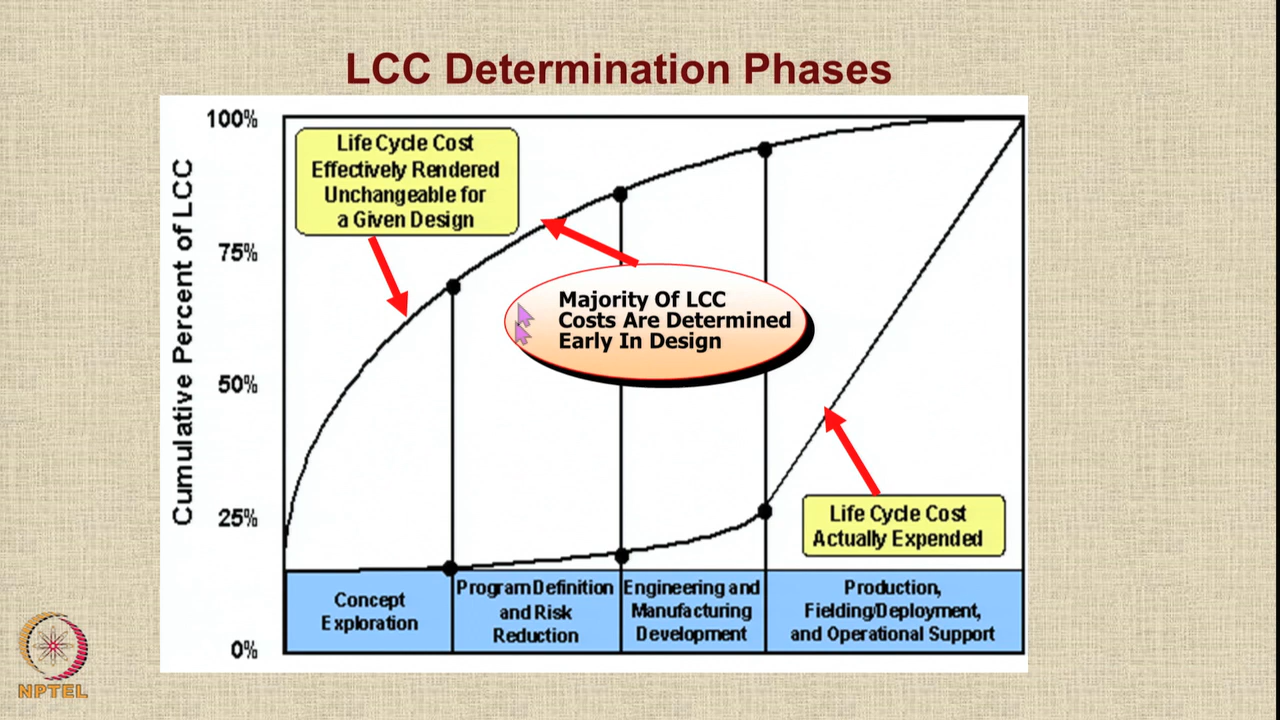 LCC Determination Phases
Cumulative Percent of LCC
100%
75%
50%
25%
0%
Life Cycle Cost
Effectively Rendered
Unchangeable for
a Given Design
Majority Of LCC
Costs Are Determined
Early In Design
Life Cycle Cost
Actually Expended
Concept
Exploration
Program Definition
and Risk
Reduction
Engineering and
Manufacturing
Development
Production,
Fielding/Deployment,
and Operational Support
NPTEL